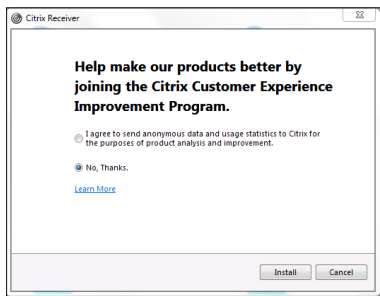 Citrix Receiver
Help make our products better by
joining the Citrix Customer Experience
Improvement Program.
I agree to send anonymous data and usage statistics to Citrix for
the purposes of product analysis and improvement.
No, Thanks.
Learn More
Install Cancel